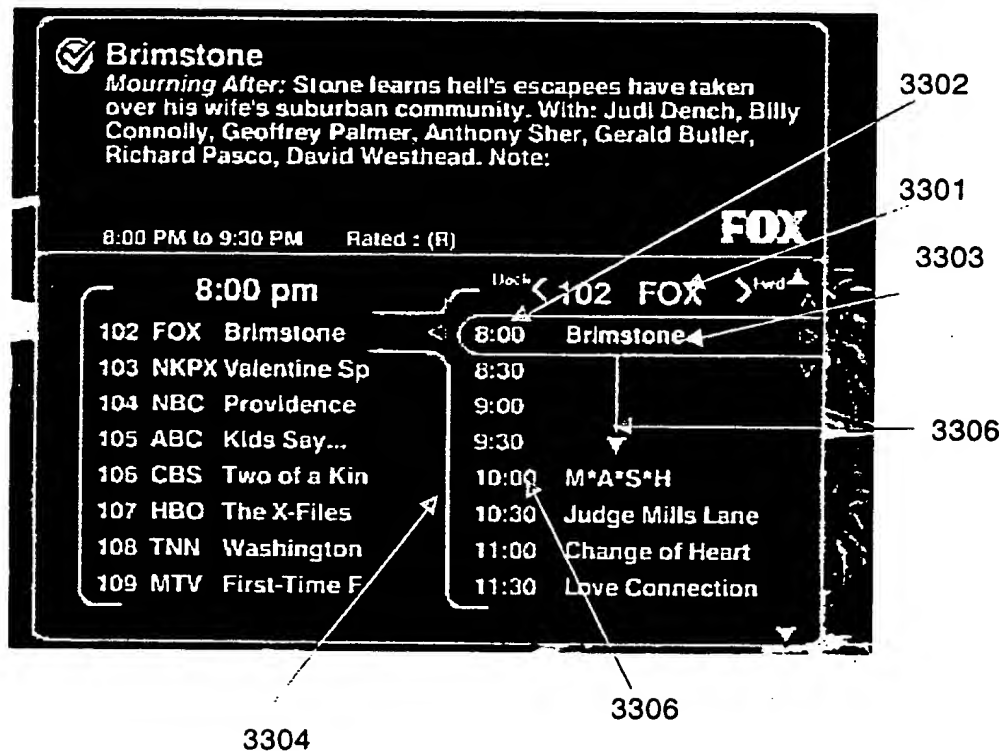 Brimstone
Mourning After: Stone learns hell's escapees have taken
over his wife's suburban community. With: Judi Dench, Billy
Connolly, Geoffrey Palmer, Anthony Sher, Gerald Butler,
Richard Pasco, David Westhead. Note:
8:00 PM to 9:30 PM Rated : (R)
FOX
8:00 pm
102 FOX Brimstone
103 NKPX Valentine Sp
104 NBC Providence
105 ABC Kids Say...
106 CBS Two of a Kin
107 HBO The X-Files
108 TNN Washington
109 MTV First-Time F
Back < 102 FOX > Fwd
8:00 Brimstone
8:30
9:00
9:30
10:00 M*A*S*H
10:30 Judge Mills Lane
11:00 Change of Heart
11:30 Love Connection
3302
3301
3303
3306
3306
3304